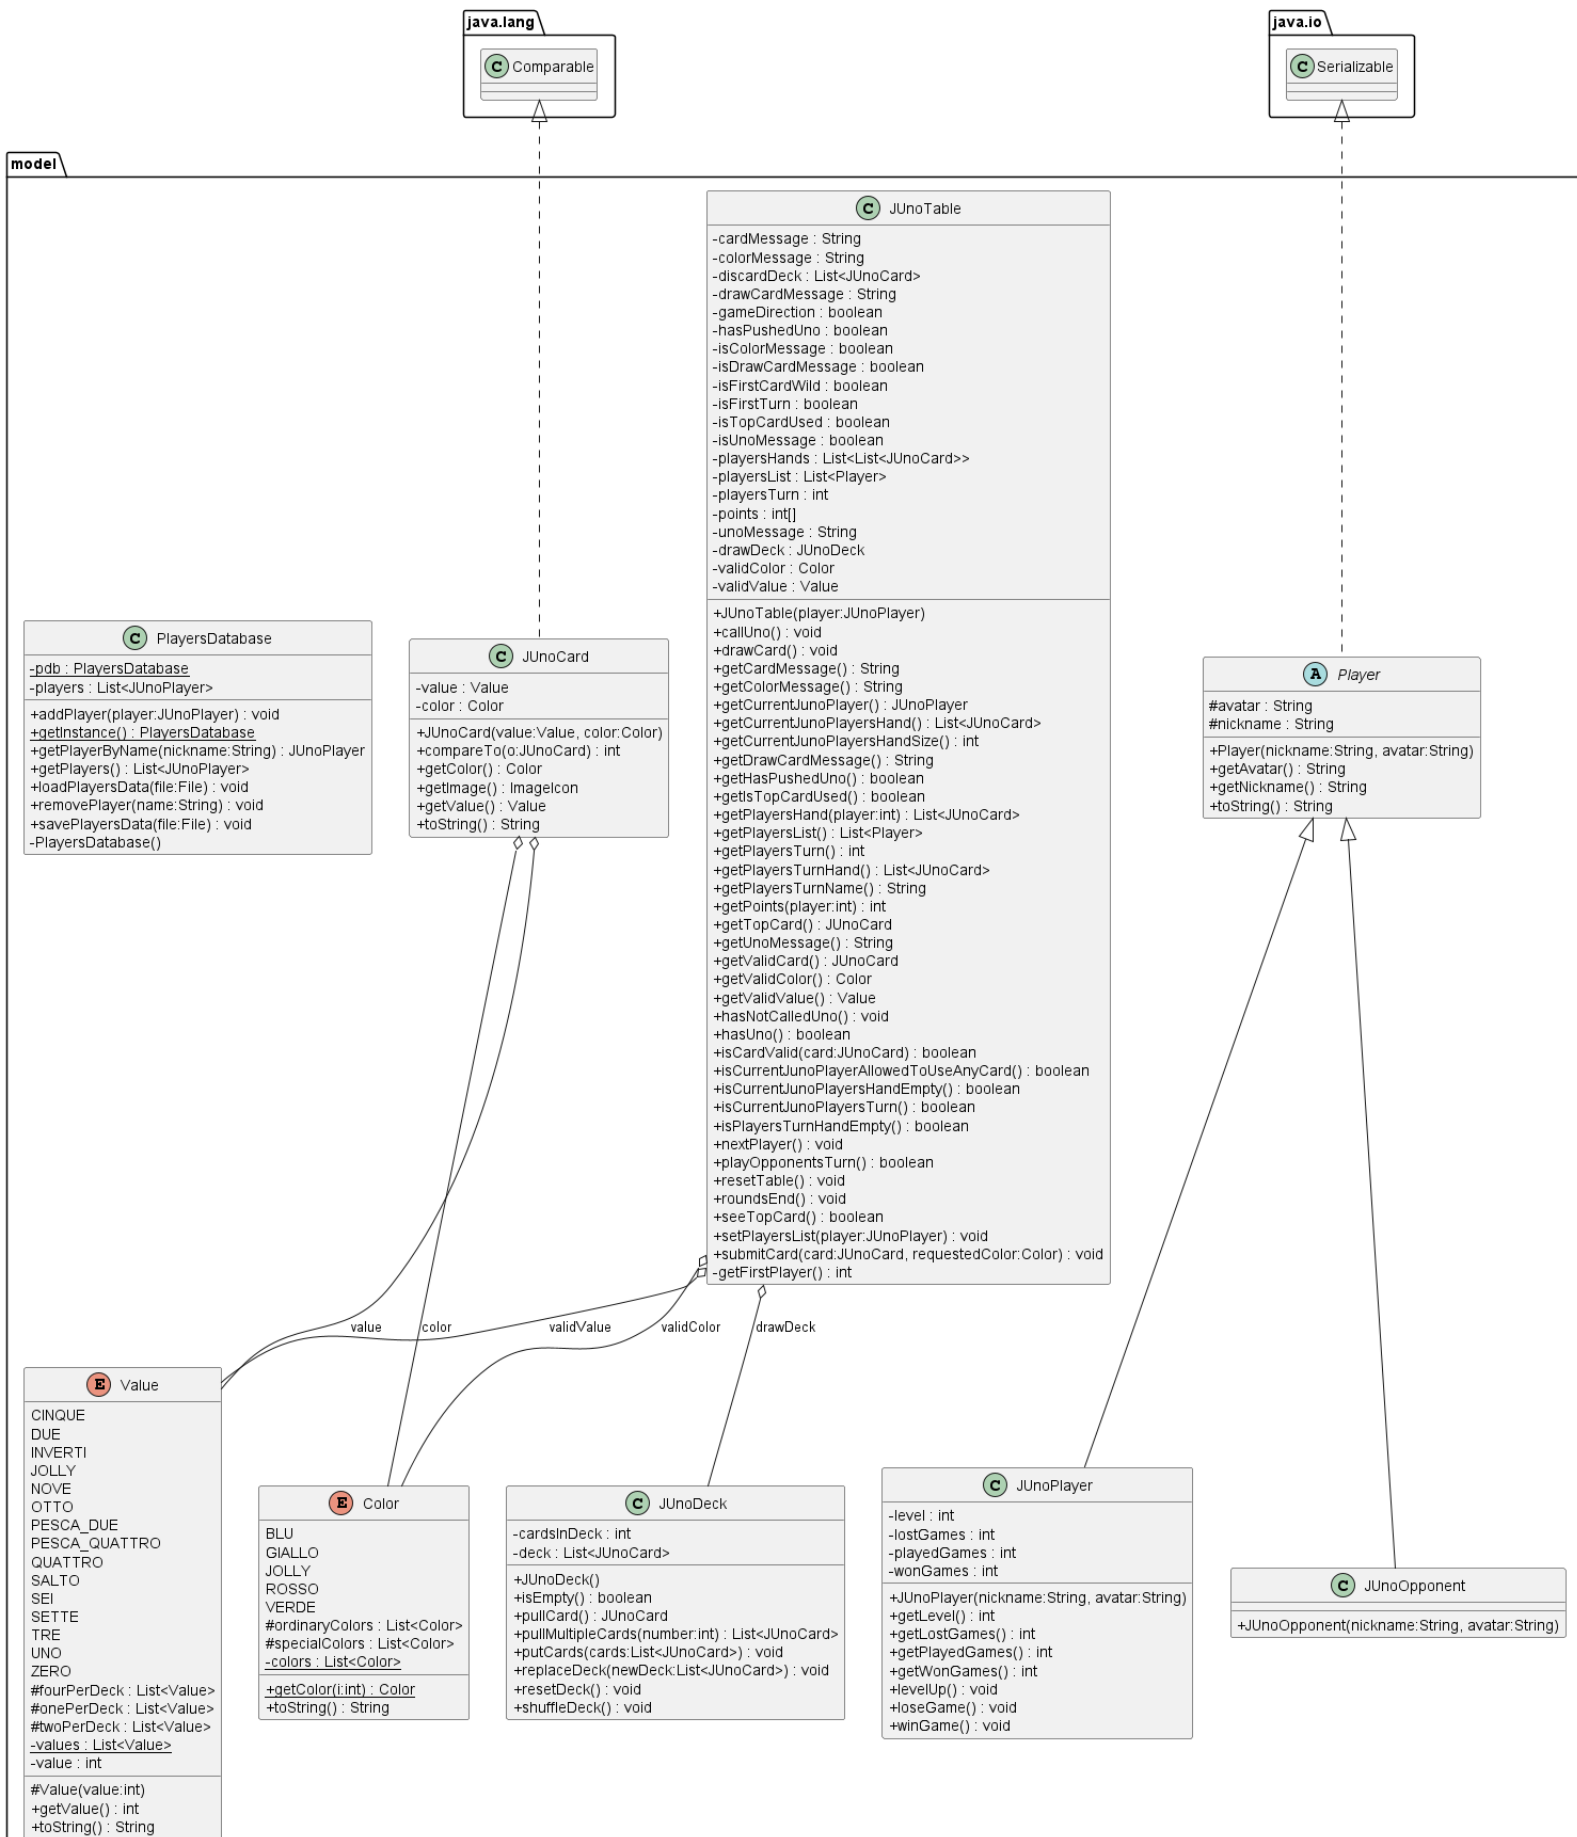 java.lang
C Comparable
java.io
C Serializable
model
C JUnoTable
-cardMessage : String
-colorMessage : String
-discardDeck : List<JUnoCard>
-drawCardMessage : String
-gameDirection : boolean
-hasPushedUno : boolean
-isColorMessage : boolean
-isDrawCardMessage : boolean
-isFirstCardWild : boolean
-isFirstTurn : boolean
-isTopCardUsed : boolean
-isUnoMessage : boolean
-playersHands : List<List<JUnoCard>>
-playersList : List<Player>
-playersTurn : int
-points : int[]
-unoMessage : String
-drawDeck : JUnoDeck
-validColor : Color
-validValue : Value
+JUnoTable(player:JUnoPlayer)
+callUno() : void
+drawCard() : void
+getCardMessage() : String
+getColorMessage() : String
+getCurrentJunoPlayer() : JUnoPlayer
+getCurrentJunoPlayersHand() : List<JUnoCard>
+getCurrentJunoPlayersHandSize() : int
+getDrawCardMessage() : String
+getHasPushedUno() : boolean
+getIsTopCardUsed() : boolean
+getPlayersHand(player:int) : List<JUnoCard>
+getPlayersList() : List<Player>
+getPlayersTurn() : int
+getPlayersTurnHand() : List<JUnoCard>
+getPlayersTurnName() : String
+getPoints(player:int) : int
+getTopCard() : JUnoCard
+getUnoMessage() : String
+getValidCard() : JUnoCard
+getValidColor() : Color
+getValidValue() : Value
+hasNotCalledUno() : void
+hasUno() : boolean
+isCardValid(card:JUnoCard) : boolean
+isCurrentJunoPlayerAllowedToUseAnyCard() : boolean
+isCurrentJunoPlayersHandEmpty() : boolean
+isCurrentJunoPlayersTurn() : boolean
+isPlayersTurnHandEmpty() : boolean
+nextPlayer() : void
+playOpponentsTurn() : boolean
+resetTable() : void
+roundsEnd() : void
+seeTopCard() : boolean
+setPlayersList(player:JUnoPlayer) : void
+submitCard(card:JUnoCard, requestedColor:Color) : void
-getFirstPlayer() : int
C PlayersDatabase
-pdb : PlayersDatabase
-players : List<JUnoPlayer>
+addPlayer(player:JUnoPlayer) : void
+getInstance() : PlayersDatabase
+getPlayerByName(nickname:String) : JUnoPlayer
+getPlayers() : List<JUnoPlayer>
+loadPlayersData(file:File) : void
+removePlayer(name:String) : void
+savePlayersData(file:File) : void
-PlayersDatabase()
C JUnoCard
-value : Value
-color : Color
+JUnoCard(value:Value, color:Color)
+compareTo(o:JUnoCard) : int
+getColor() : Color
+getImage() : ImageIcon
+getValue() : Value
+toString() : String
A Player
#avatar : String
#nickname : String
+Player(nickname:String, avatar:String)
+getAvatar() : String
+getNickname() : String
+toString() : String
value
color
validValue
validColor
drawDeck
E Value
CINQUE
DUE
INVERTI
JOLLY
NOVE
OTTO
PESCA_DUE
PESCA_QUATTRO
QUATTRO
SALTO
SEI
SETTE
TRE
UNO
ZERO
#fourPerDeck : List<Value>
#onePerDeck : List<Value>
#twoPerDeck : List<Value>
-values : List<Value>
-value : int
#Value(value:int)
+getValue() : int
+toString() : String
E Color
BLU
GIALLO
JOLLY
ROSSO
VERDE
#ordinaryColors : List<Color>
#specialColors : List<Color>
-colors : List<Color>
+getColor(i:int) : Color
+toString() : String
C JUnoDeck
-cardsInDeck : int
-deck : List<JUnoCard>
+JUnoDeck()
+isEmpty() : boolean
+pullCard() : JUnoCard
+pullMultipleCards(number:int) : List<JUnoCard>
+putCards(cards:List<JUnoCard>) : void
+replaceDeck(newDeck:List<JUnoCard>) : void
+resetDeck() : void
+shuffleDeck() : void
C JUnoPlayer
-level : int
-lostGames : int
-playedGames : int
-wonGames : int
+JUnoPlayer(nickname:String, avatar:String)
+getLevel() : int
+getLostGames() : int
+getPlayedGames() : int
+getWonGames() : int
+levelUp() : void
+loseGame() : void
+winGame() : void
C JUnoOpponent
+JUnoOpponent(nickname:String, avatar:String)